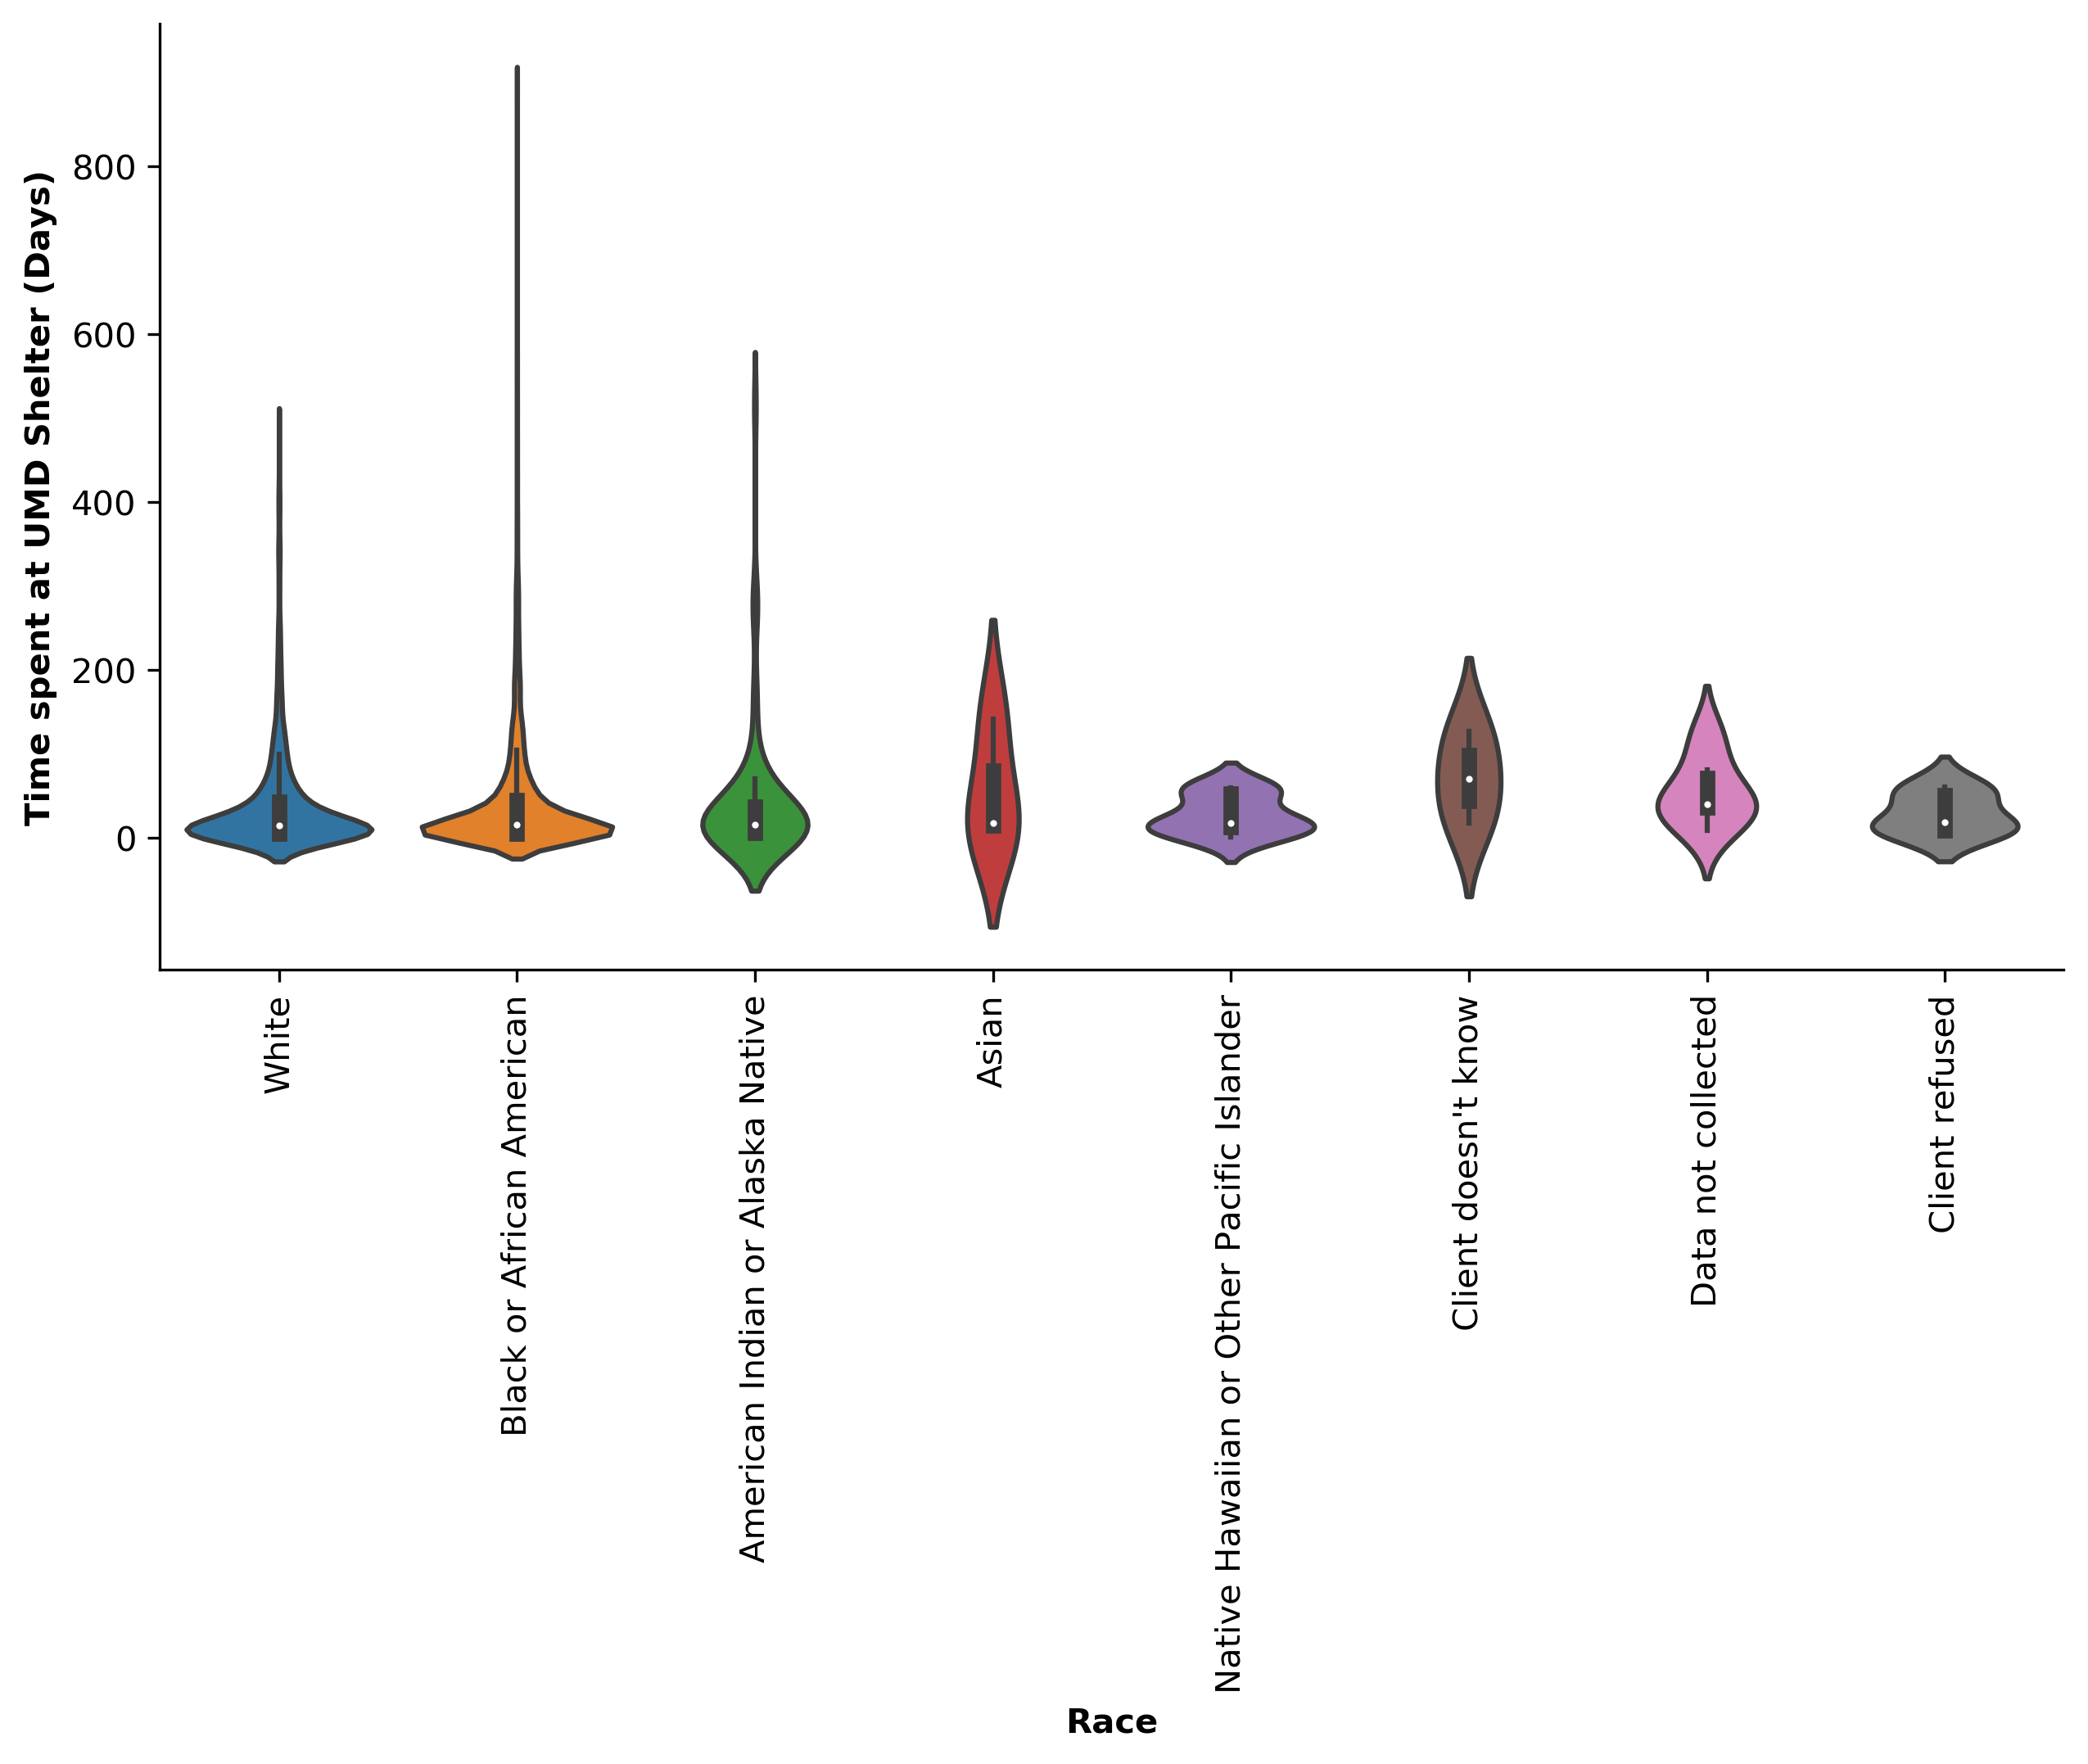 Time spent at UMD Shelter (Days)
800
600
400
200
0
White
Black or African American
American Indian or Alaska Native
Asian
Native Hawaiian or Other Pacific Islander
Client doesn't know
Data not collected
Client refused
Race